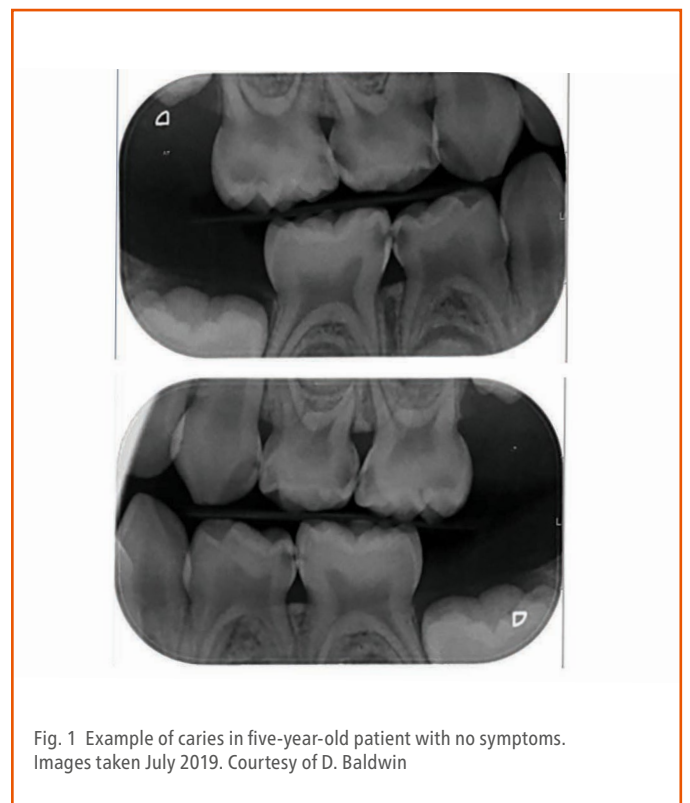 Fig. 1 Example of caries in five-year-old patient with no symptoms.
Images taken July 2019. Courtesy of D. Baldwin